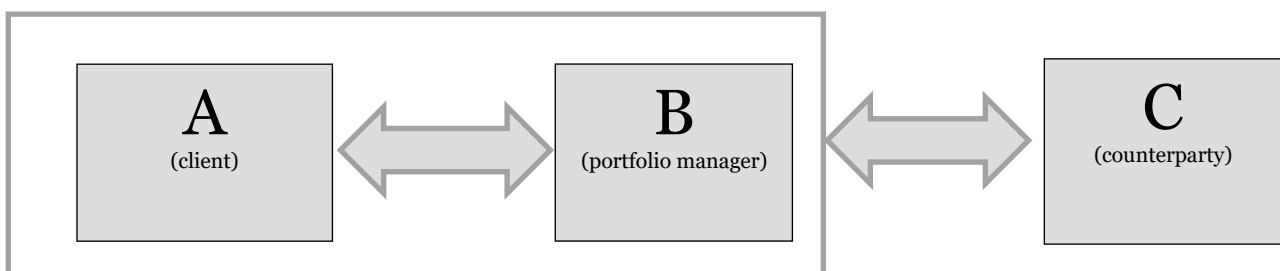 A
(client)
B
(portfolio manager)
C
(counterparty)